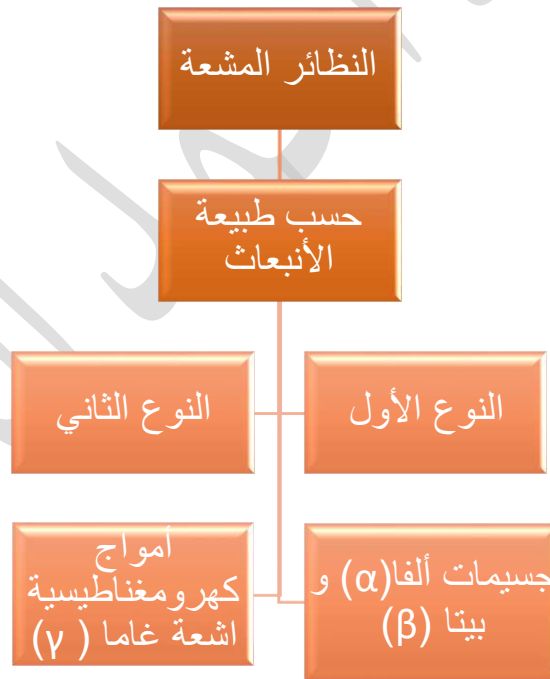 النظائر المشعة
حسب طبيعة
الأنبعاث
النوع الأول
النوع الثاني
جسيمات ألفا(α) و
بيتا (β)
أمواج
كهرومغناطيسية
اشعة غاما ( γ)